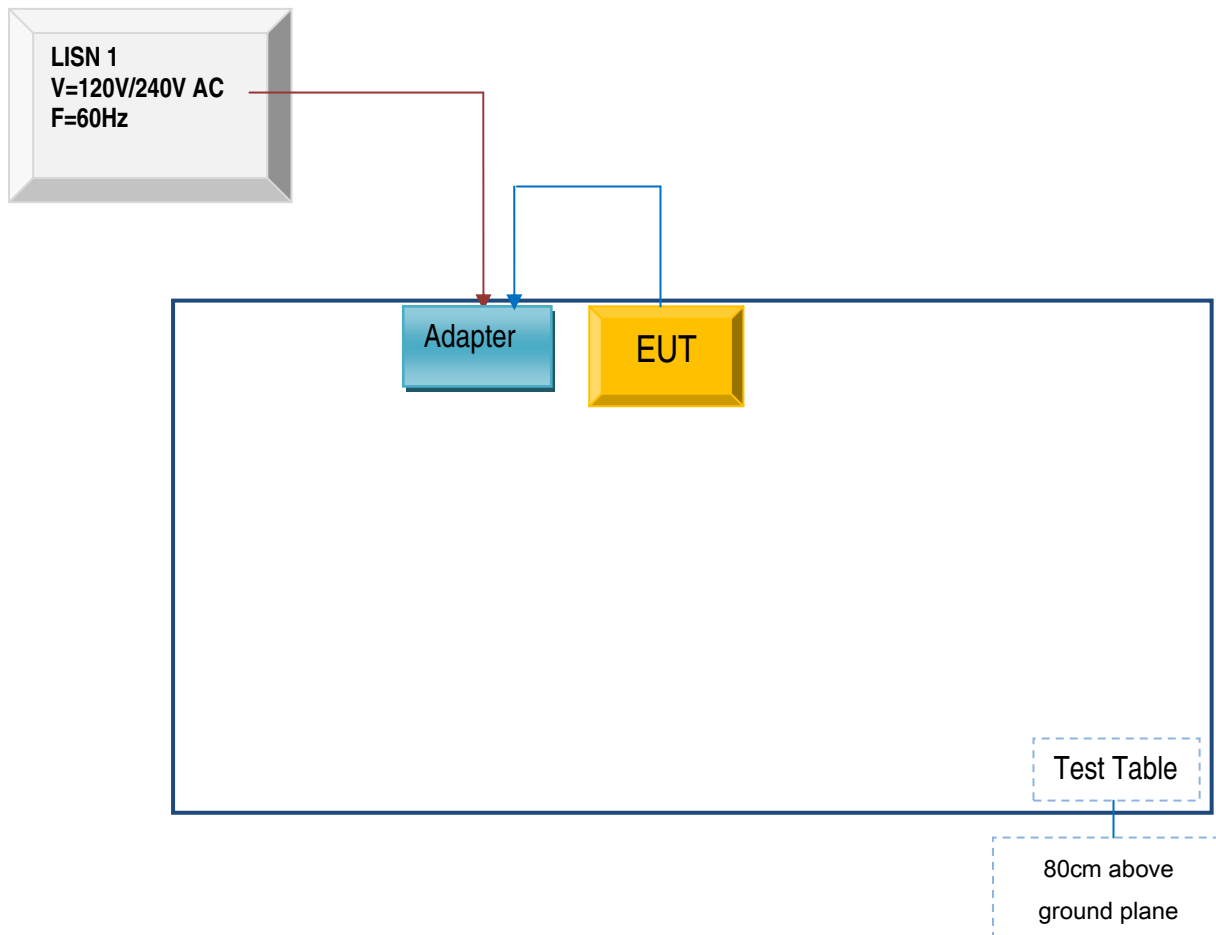 LISN 1
V=120V/240V AC
F=60Hz
Adapter
EUT
Test Table
80cm above
ground plane